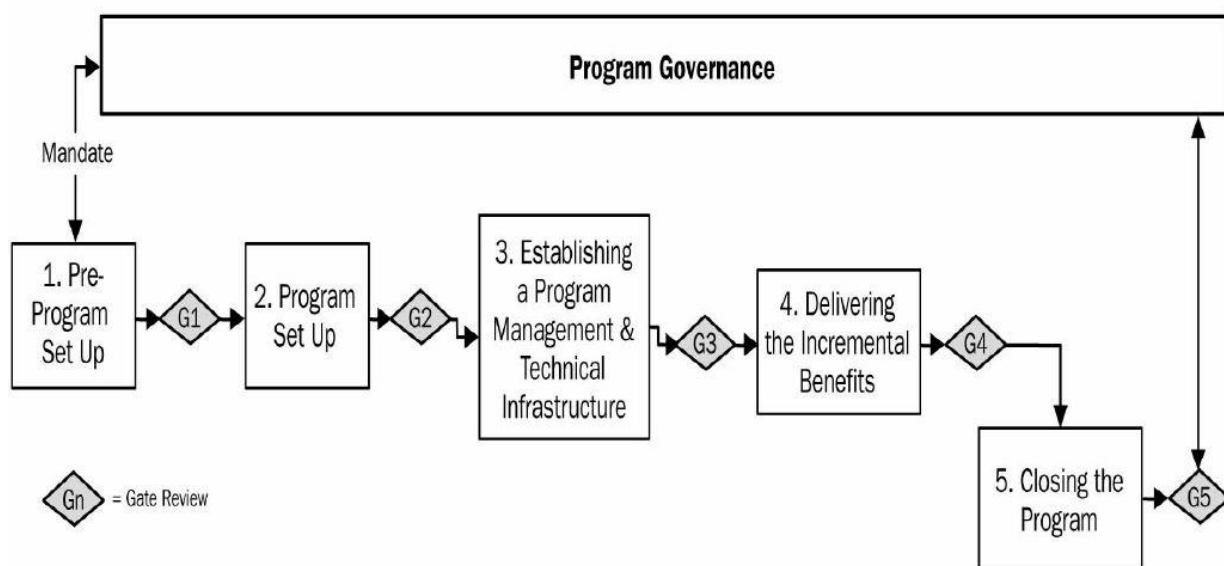 Program Governance
Mandate
1. Pre-
Program
Set Up
G1
2. Program
Set Up
G2
3. Establishing
a Program
Management &
Technical
Infrastructure
G3
4. Delivering
the Incremental
Benefits
G4
5. Closing the
Program
G5
Gn = Gate Review